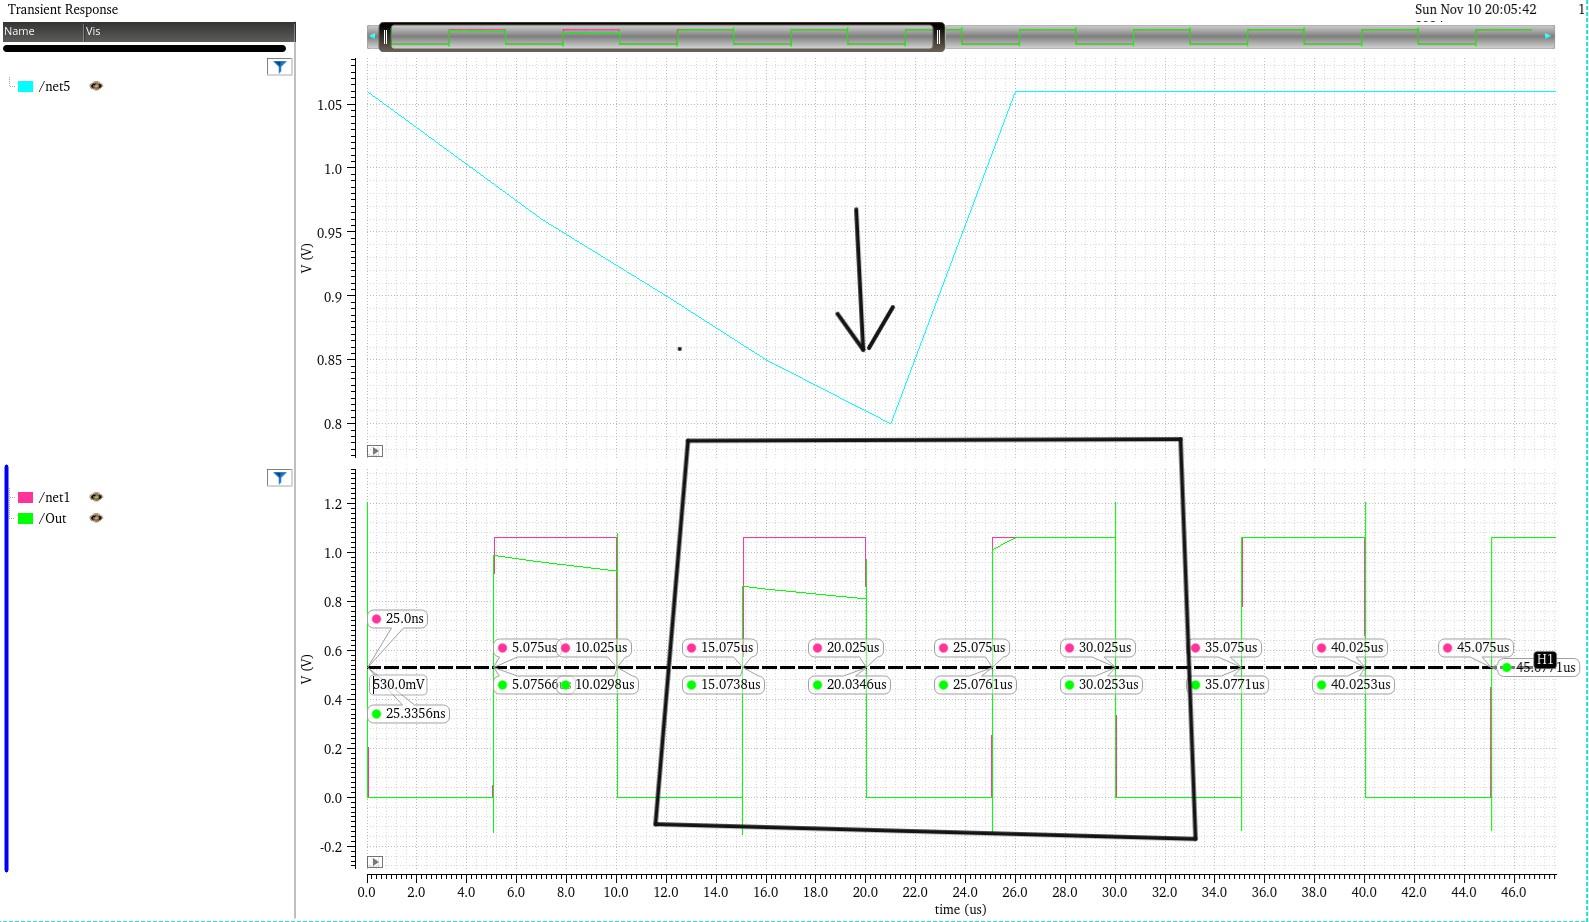 Transient Response
Sun Nov 10 20:05:42
1
Name Vis
/net5
1.05
1.0
0.95
V (V)
0.9
0.85
0.8
/net1
/Out
1.2
1.0
0.8
25.0ns
0.6 5.075us 10.025us 15.075us 20.025us 25.075us 30.025us 35.075us 40.025us 45.075us
V (V)
H1
530.0mV 10.0298us 15.0738us 20.0346us 25.0761us 30.0253us 35.0771us 40.0253us
0.4
25.3356ns
0.2
0.0
-0.2
0.0 2.0 4.0 6.0 8.0 10.0 12.0 14.0 16.0 18.0 20.0 22.0 24.0 26.0 28.0 30.0 32.0 34.0 36.0 38.0 40.0 42.0 44.0 46.0
time (us)